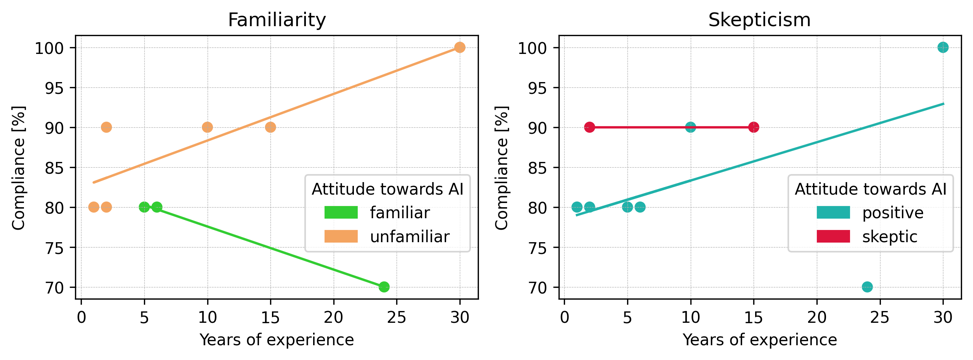 Familiarity
Compliance [%]
100
95
90
85
80
75
70
0 5 10 15 20 25 30
Years of experience
Attitude towards AI
familiar
unfamiliar
Skepticism
Compliance [%]
100
95
90
85
80
75
70
0 5 10 15 20 25 30
Years of experience
Attitude towards AI
positive
skeptic